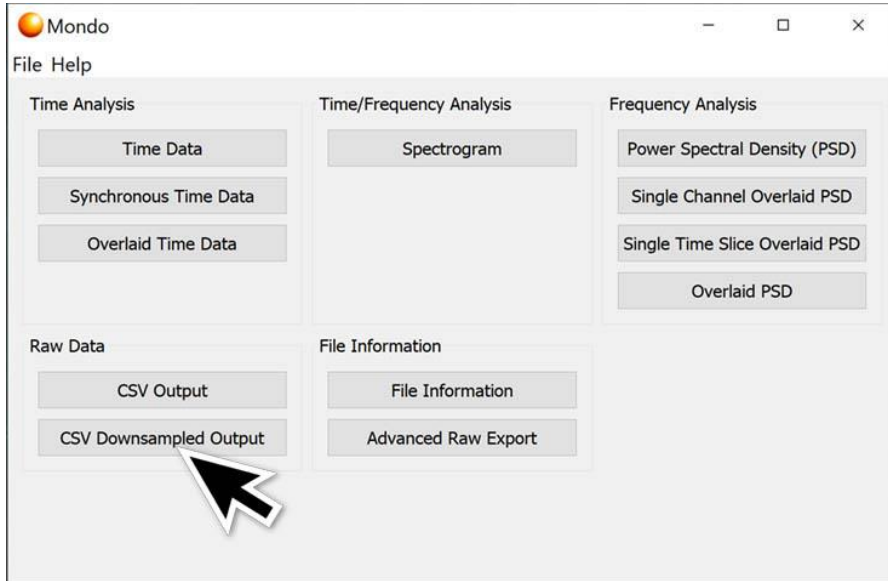 Mondo
File Help
Time Analysis
Time Data
Synchronous Time Data
Overlaid Time Data
Time/Frequency Analysis
Spectrogram
Frequency Analysis
Power Spectral Density (PSD)
Single Channel Overlaid PSD
Single Time Slice Overlaid PSD
Overlaid PSD
Raw Data
CSV Output
CSV Downsampled Output
File Information
File Information
Advanced Raw Export